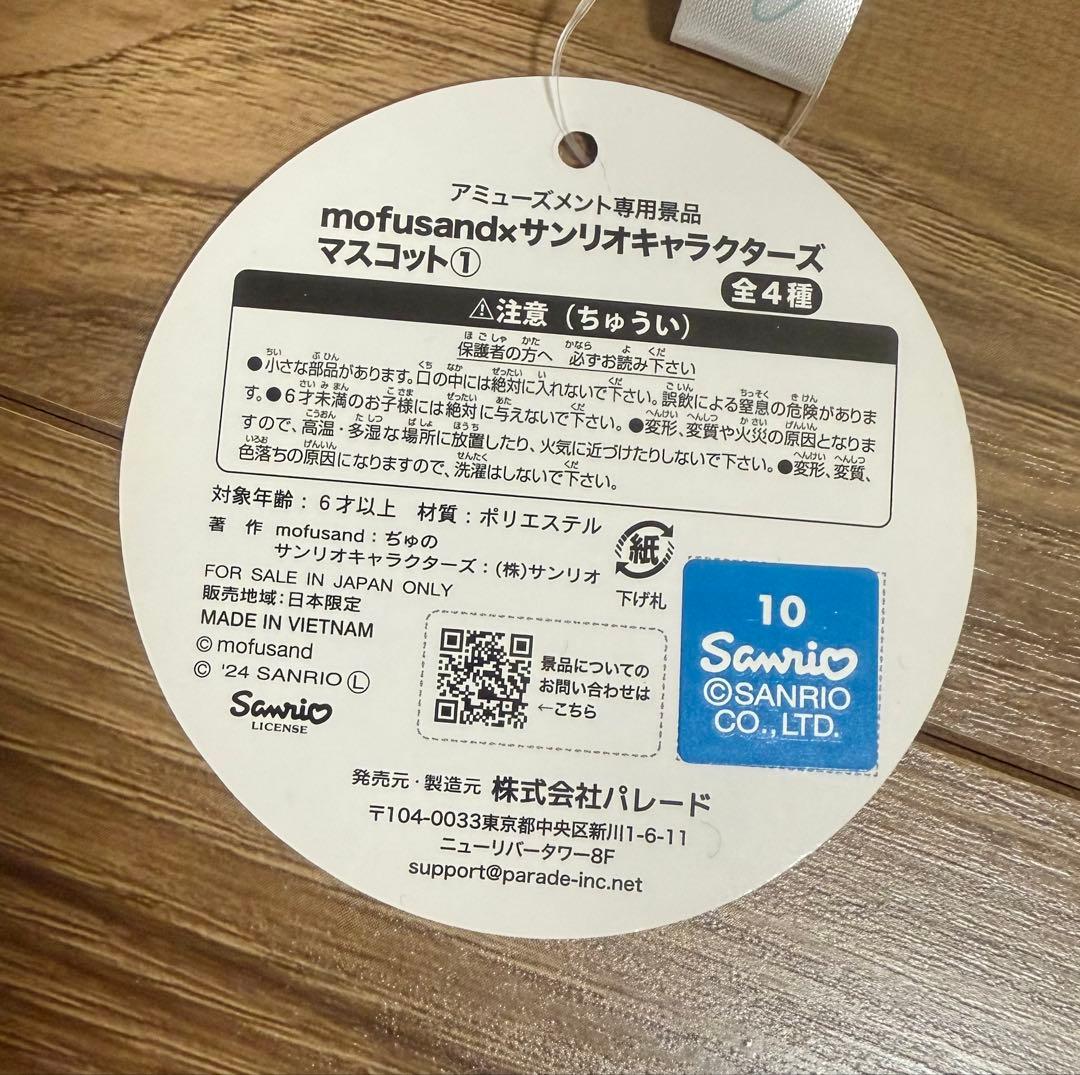 アミューズメント専用景品
mofusand×サンリオキャラクターズ
マスコット①
全4種
⚠注意（ちゅうい）
保護者の方へ 必ずお読み下さい
●小さな部品があります。口の中には絶対に入れないで下さい。誤飲による窒息の危険がありま
す。●6才未満のお子様には絶対に与えないで下さい。●変形、変質や火災の原因となりま
すので、高温・多湿な場所に放置したり、火気に近づけたりしないで下さい。●変形、変質、
色落ちの原因になりますので、洗濯はしないで下さい。
対象年齢：6才以上 材質：ポリエステル
著 作 mofusand：ぢゅの
サンリオキャラクターズ：(株)サンリオ
紙
下げ札
FOR SALE IN JAPAN ONLY
販売地域：日本限定
MADE IN VIETNAM
© mofusand
© '24 SANRIO Ⓛ
Sanrio
LICENSE
景品についての
お問い合わせは
←こちら
10
Sanrio
©SANRIO
CO.,LTD.
発売元・製造元 株式会社パレード
〒104-0033東京都中央区新川1-6-11
ニューリバータワー8F
support@parade-inc.net